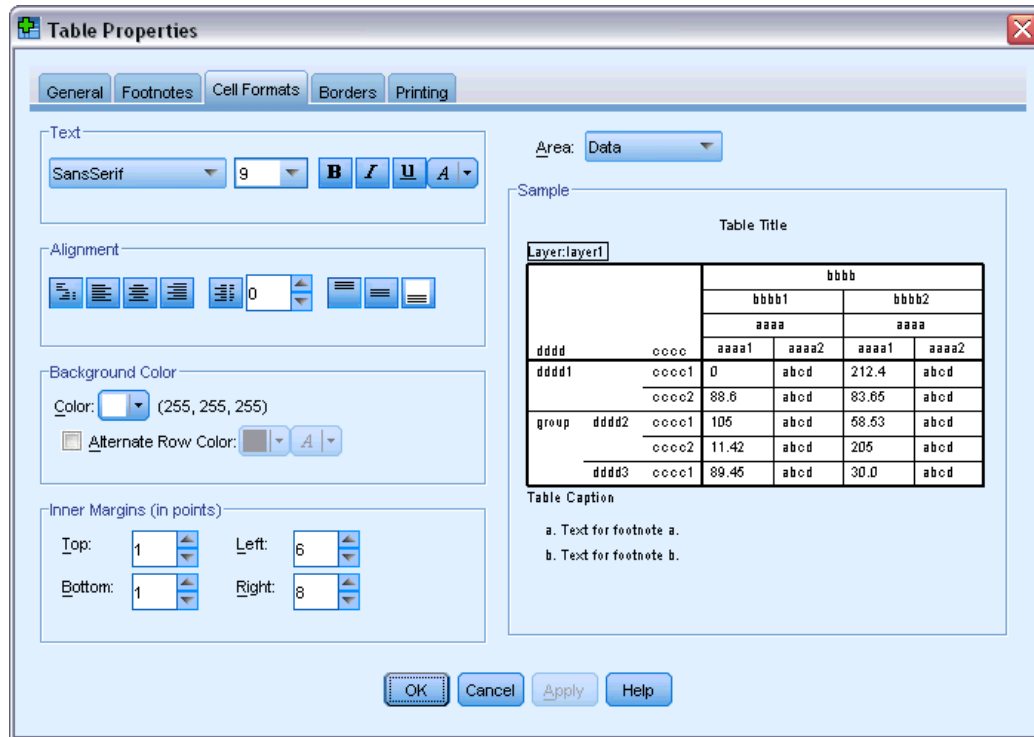 Table Properties
General Footnotes Cell Formats Borders Printing
Text
SansSerif 9 B I U A
Alignment
0
Background Color
Color: (255, 255, 255)
Alternate Row Color: A
Inner Margins (in points)
Top: 1 Left: 6
Bottom: 1 Right: 8
Area: Data
Sample
Table Title
Layer:layer1
bbbb
bbbb1 bbbb2
aaaa aaaa
dddd cccc aaaa1 aaaa2 aaaa1 aaaa2
dddd1 cccc1 0 abcd 212.4 abcd
cccc2 88.6 abcd 83.65 abcd
group dddd2 cccc1 105 abcd 58.53 abcd
cccc2 11.42 abcd 205 abcd
dddd3 cccc1 89.45 abcd 30.0 abcd
Table Caption
a. Text for footnote a.
b. Text for footnote b.
OK Cancel Apply Help